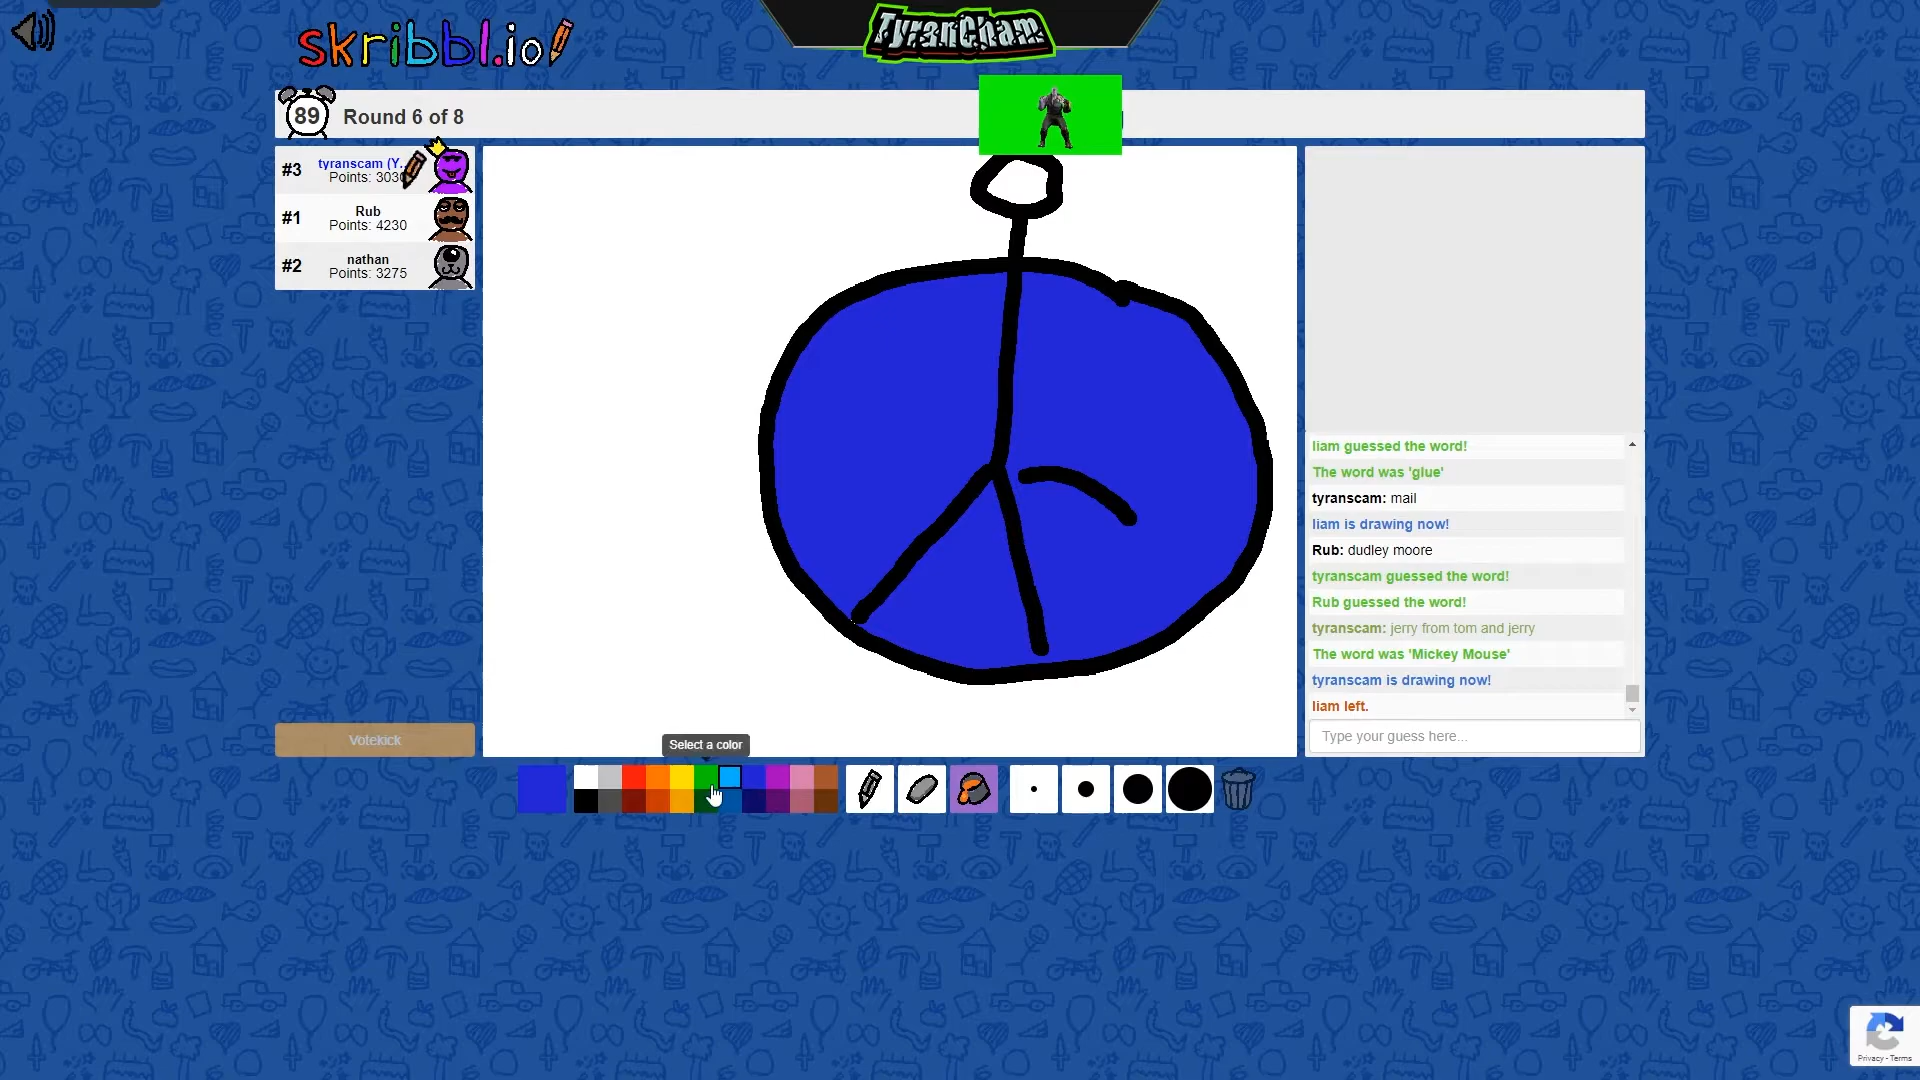 skribbl.io
TyranCham
89
Round 6 of 8
#3
tyranscam (Y...
Points: 3030
#1
Rub
Points: 4230
#2
nathan
Points: 3275
liam guessed the word!
The word was 'glue'
tyranscam: mail
liam is drawing now!
Rub: dudley moore
tyranscam guessed the word!
Rub guessed the word!
tyranscam: jerry from tom and jerry
The word was 'Mickey Mouse'
tyranscam is drawing now!
liam left.
Type your guess here...
Votekick
Select a color
Privacy - Terms